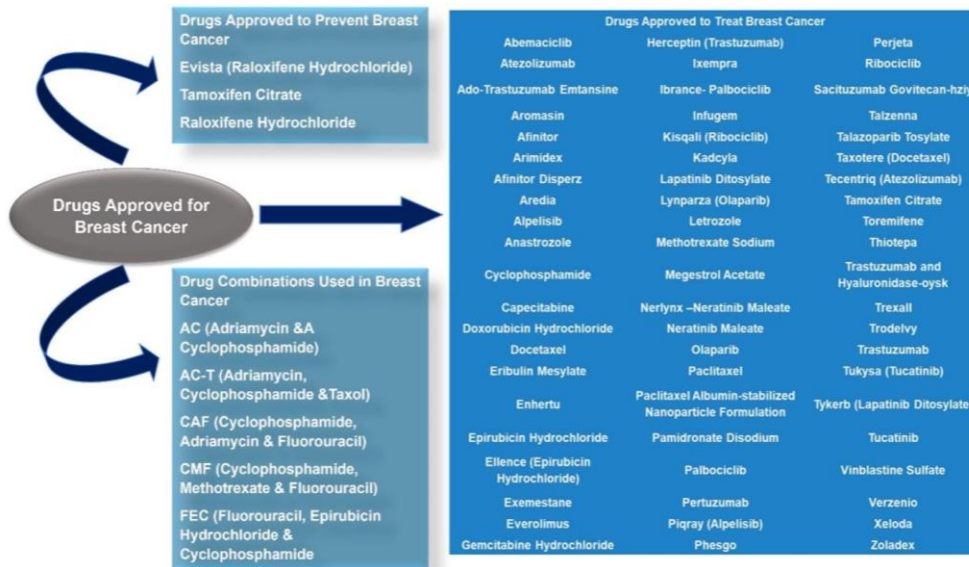 Drugs Approved to Prevent Breast
Cancer
Evista (Raloxifene Hydrochloride)
Tamoxifen Citrate
Raloxifene Hydrochloride
Drugs Approved for
Breast Cancer
Drug Combinations Used in Breast
Cancer
AC (Adriamycin &A
Cyclophosphamide)
AC-T (Adriamycin,
Cyclophosphamide &Taxol)
CAF (Cyclophosphamide,
Adriamycin & Fluorouracil)
CMF (Cyclophosphamide,
Methotrexate & Fluorouracil)
FEC (Fluorouracil, Epirubicin
Hydrochloride &
Cyclophosphamide
Drugs Approved to Treat Breast Cancer
Abemaciclib Herceptin (Trastuzumab) Perjeta
Atezolizumab Ixempra Ribociclib
Ado-Trastuzumab Emtansine Ibrance- Palbociclib Sacituzumab Govitecan-hziy
Aromasin Infugem Talzenna
Afinitor Kisqali (Ribociclib) Talazoparib Tosylate
Arimidex Kadcyla Taxotere (Docetaxel)
Afinitor Disperz Lapatinib Ditosylate Tecentriq (Atezolizumab)
Aredia Lynparza (Olaparib) Tamoxifen Citrate
Alpelisib Letrozole Toremifene
Anastrozole Methotrexate Sodium Thiotepa
Cyclophosphamide Megestrol Acetate Trastuzumab and
Hyaluronidase-oysk
Capecitabine Nerlynx –Neratinib Maleate Trexall
Doxorubicin Hydrochloride Neratinib Maleate Trodelvy
Docetaxel Olaparib Trastuzumab
Eribulin Mesylate Paclitaxel Tukysa (Tucatinib)
Enhertu Paclitaxel Albumin-stabilized
Nanoparticle Formulation Tykerb (Lapatinib Ditosylate
Epirubicin Hydrochloride Pamidronate Disodium Tucatinib
Ellence (Epirubicin
Hydrochloride) Palbociclib Vinblastine Sulfate
Exemestane Pertuzumab Verzenio
Everolimus Piqray (Alpelisib) Xeloda
Gemcitabine Hydrochloride Phesgo Zoladex